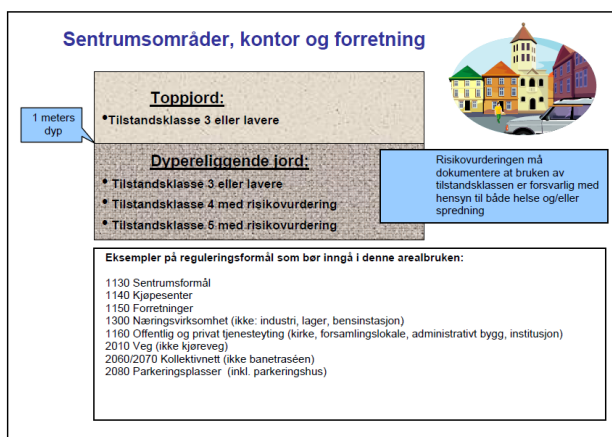 Sentrumsområder, kontor og forretning
Toppjord:
•Tilstandsklasse 3 eller lavere
1 meters
dyp
Dypereliggende jord:
• Tilstandsklasse 3 eller lavere
• Tilstandsklasse 4 med risikovurdering
• Tilstandsklasse 5 med risikovurdering
Risikovurderingen må
dokumentere at bruken av
tilstandsklassen er forsvarlig med
hensyn til både helse og/eller
spredning
Eksempler på reguleringsformål som bør inngå i denne arealbruken:
1130 Sentrumsformål
1140 Kjøpesenter
1150 Forretninger
1300 Næringsvirksomhet (ikke: industri, lager, bensinstasjon)
1160 Offentlig og privat tjenesteyting (kirke, forsamlingslokale, administrativt bygg, institusjon)
2010 Veg (ikke kjøreveg)
2060/2070 Kollektivnett (ikke banetraséen)
2080 Parkeringsplasser (inkl. parkeringshus)